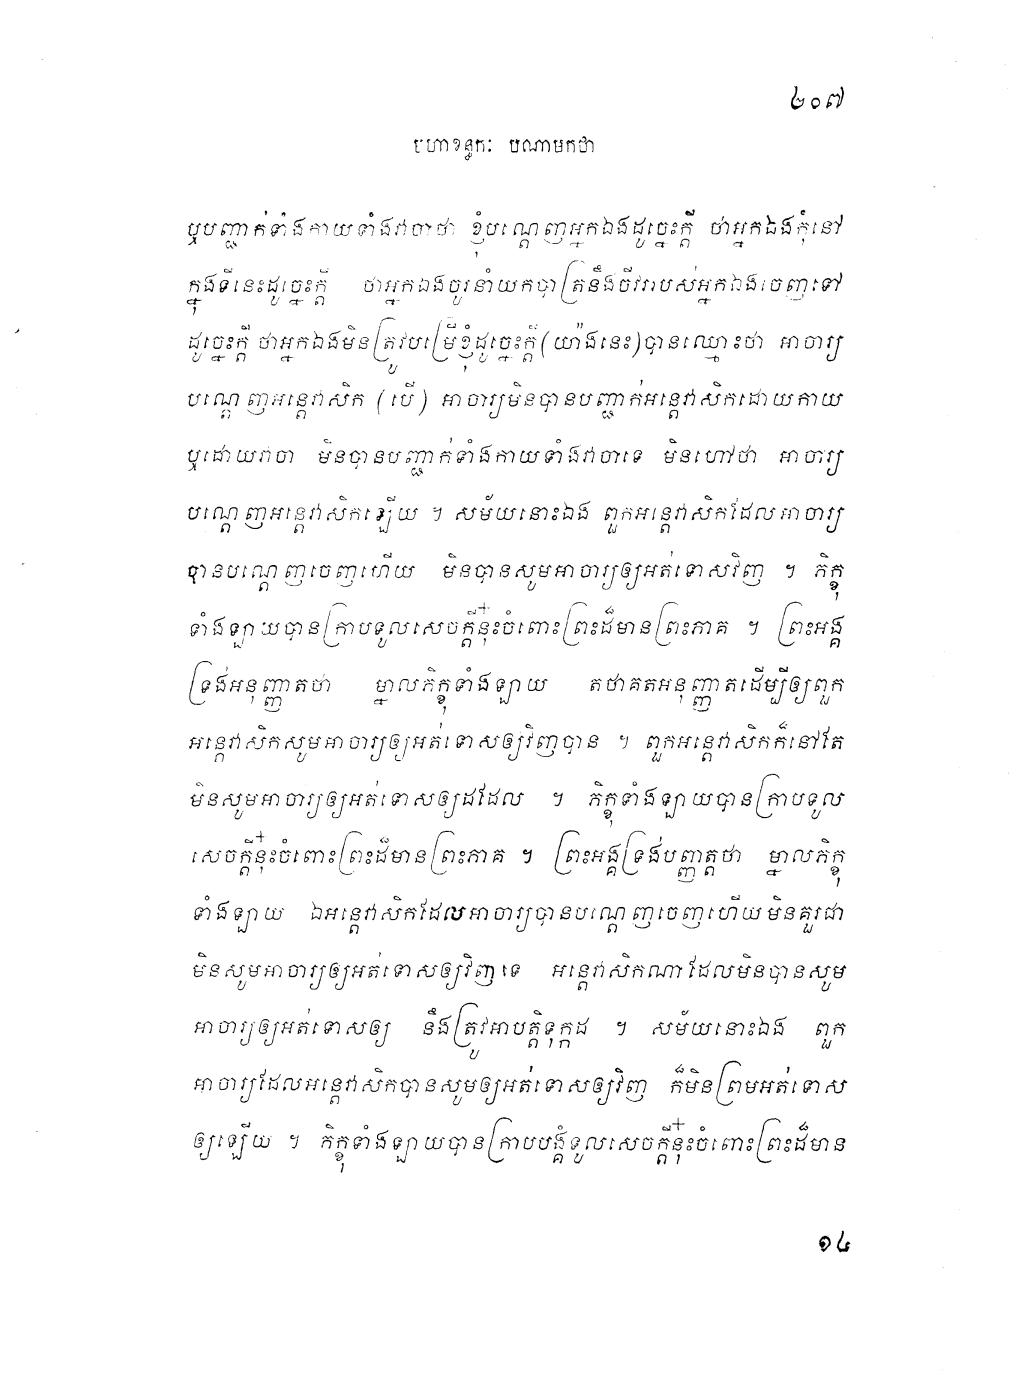 ២០៧
មហាខន្ធកៈ បណាមកថា
ឬបញ្ជាក់ទាំងកាយទាំងវាចាថា ខ្ញុំបណ្តេញអ្នកឯងដូច្នេះក្តី ថាអ្នកឯងកុំនៅ
ក្នុងទីនេះដូច្នេះក្តី ថាអ្នកឯងចូរនាំយកបាត្រនឹងចីវររបស់អ្នកឯងចេញទៅ
ដូច្នេះក្តី ថាអ្នកឯងមិនត្រូវបម្រើខ្ញុំដូច្នេះក្តី (យ៉ាងនេះ) បានឈ្មោះថា អាចារ្យ
បណ្តេញអន្តេវាសិក (បើ) អាចារ្យមិនបានបញ្ជាក់អន្តេវាសិកដោយកាយ
ឬដោយវាចា មិនបានបញ្ជាក់ទាំងកាយទាំងវាចាទេ មិនហៅថា អាចារ្យ
បណ្តេញអន្តេវាសិកឡើយ ។ សម័យនោះឯង ពួកអន្តេវាសិកដែលអាចារ្យ
បានបណ្តេញចេញហើយ មិនបានសូមអាចារ្យឲ្យអត់ទោសវិញ ។ ភិក្ខុ
ទាំងឡាយបានក្រាបទូលសេចក្តីនុ៎ះចំពោះព្រះដ៏មានព្រះភាគ ។ ព្រះអង្គ
ទ្រង់អនុញ្ញាតថា ម្នាលភិក្ខុទាំងឡាយ តថាគតអនុញ្ញាតដើម្បីឲ្យពួក
អន្តេវាសិកសូមអាចារ្យឲ្យអត់ទោសឲ្យវិញបាន ។ ពួកអន្តេវាសិកក៏នៅតែ
មិនសូមអាចារ្យឲ្យអត់ទោសឲ្យដដែល ។ ភិក្ខុទាំងឡាយបានក្រាបទូល
សេចក្តីនុ៎ះចំពោះព្រះដ៏មានព្រះភាគ ។ ព្រះអង្គទ្រង់បញ្ញត្តថា ម្នាលភិក្ខុ
ទាំងឡាយ ឯអន្តេវាសិកដែលអាចារ្យបានបណ្តេញចេញហើយមិនគួរជា
មិនសូមអាចារ្យឲ្យអត់ទោសឲ្យវិញទេ អន្តេវាសិកណាដែលមិនបានសូម
អាចារ្យឲ្យអត់ទោសឲ្យ នឹងត្រូវអាបត្តិទុក្កដ ។ សម័យនោះឯង ពួក
អាចារ្យដែលអន្តេវាសិកបានសូមឲ្យអត់ទោសឲ្យវិញ ក៏មិនព្រមអត់ទោស
ឲ្យឡើយ ។ ភិក្ខុទាំងឡាយបានក្រាបបង្គំទូលសេចក្តីនុ៎ះចំពោះព្រះដ៏មាន
១៤